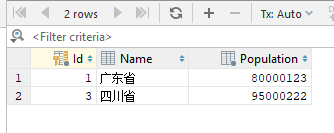 2 rows Tx: Auto
<Filter criteria>
Id Name Population
1 1 广东省 80000123
2 3 四川省 95000222